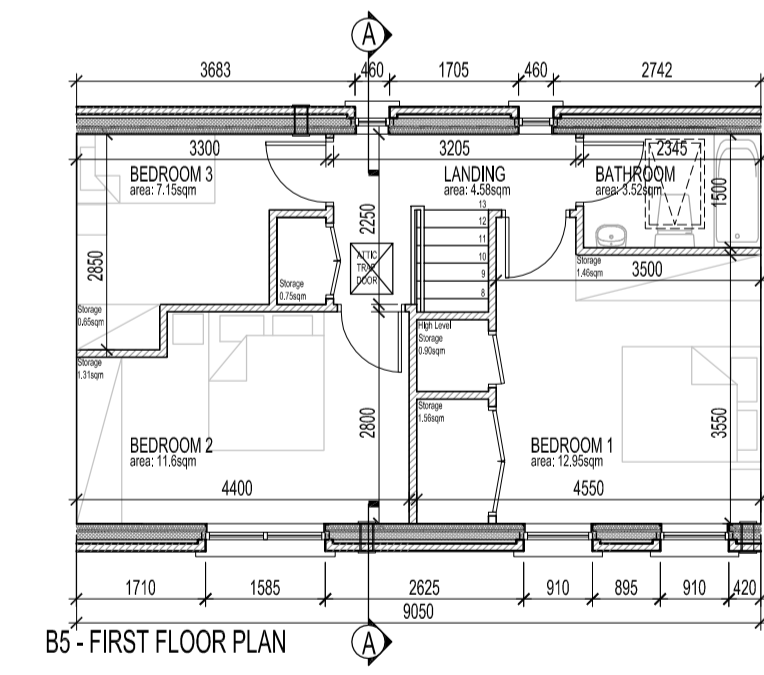 A
3683
460
1705
460
2742
3300
3205
2345
BEDROOM 3
area: 7.15sqm
LANDING
area: 4.58sqm
BATHROOM
area: 3.52sqm
1500
13
12
11
10
9
8
2250
2850
ATTIC
TRAP
DOOR
Storage
0.75sqm
Storage
1.46sqm
3500
Storage
0.65sqm
High Level
Storage
0.90sqm
Storage
1.31sqm
Storage
1.56sqm
2800
3550
BEDROOM 2
area: 11.6sqm
BEDROOM 1
area: 12.95sqm
4400
4550
1710
1585
2625
910
895
910
420
9050
B5 - FIRST FLOOR PLAN
A